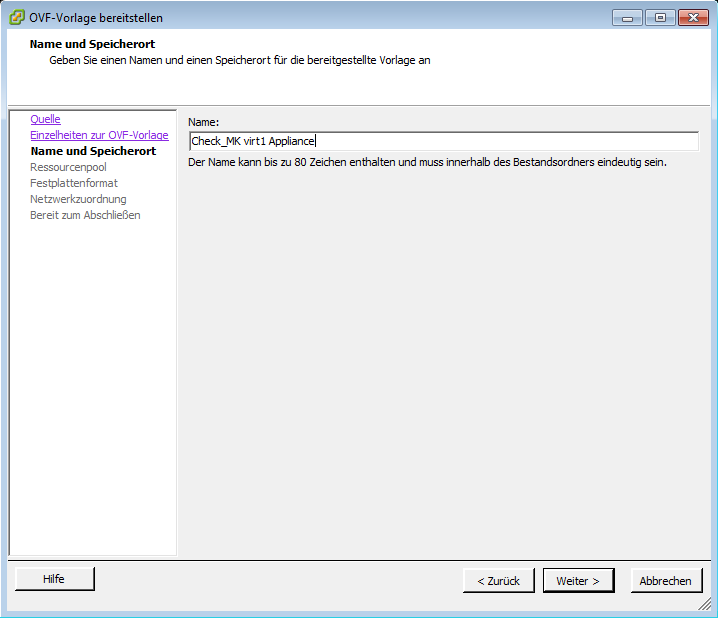 OVF-Vorlage bereitstellen
Name und Speicherort
Geben Sie einen Namen und einen Speicherort für die bereitgestellte Vorlage an
Quelle
Einzelheiten zur OVF-Vorlage
Name und Speicherort
Ressourcenpool
Festplattenformat
Netzwerkzuordnung
Bereit zum Abschließen
Name:
Check_MK virt1 Appliance
Der Name kann bis zu 80 Zeichen enthalten und muss innerhalb des Bestandsordners eindeutig sein.
Hilfe
< Zurück
Weiter >
Abbrechen